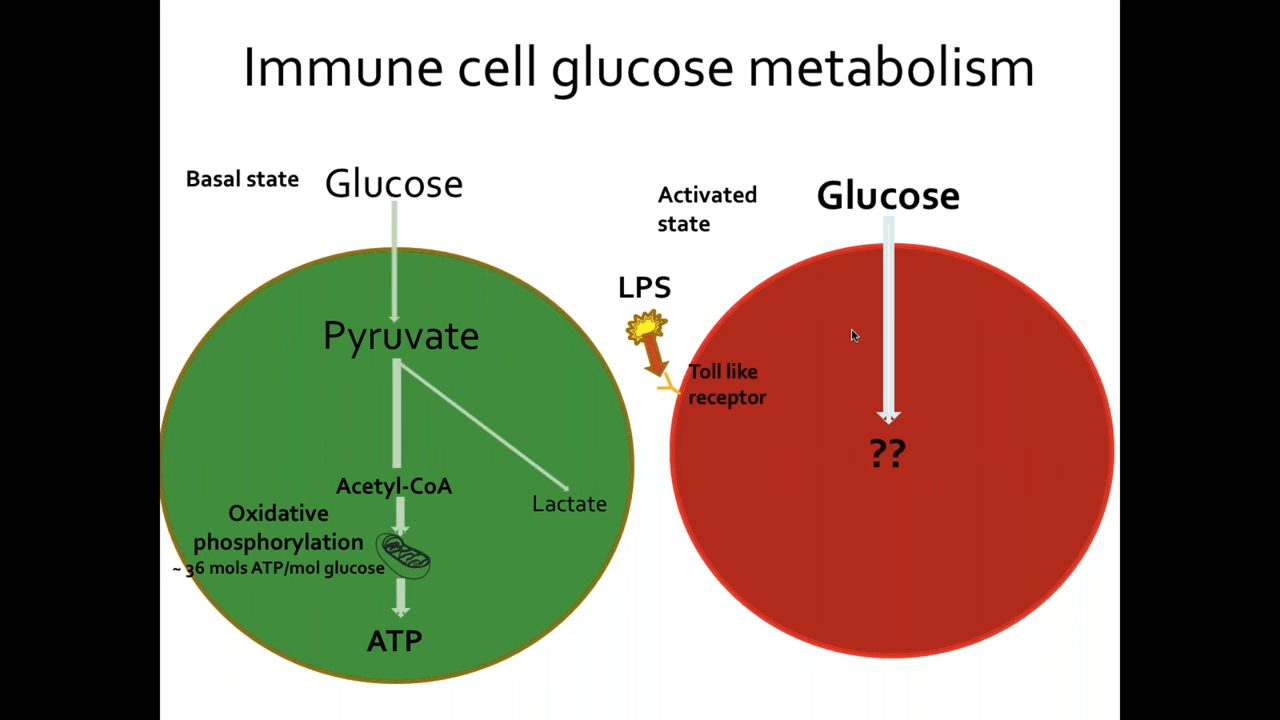 Immune cell glucose metabolism
Basal state
Glucose
Pyruvate
Acetyl-CoA
Lactate
Oxidative
phosphorylation
~ 36 mols ATP/mol glucose
ATP
Activated
state
Glucose
LPS
Toll like
receptor
??